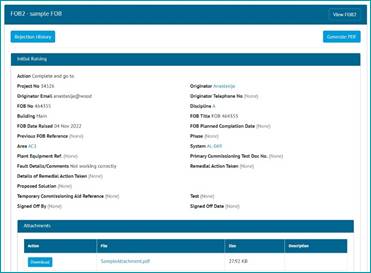 FOB2 - sample FOB View FOB2
Rejection History Generate PDF
Initial Raising
Action Complete and go to
Project No 34526 Originator Anastasija
Originator Email anastasija@wood Originator Telephone No (None)
FOB No 464355 Discipline A
Building Main FOB Title FOB 464355
FOB Date Raised 04 Nov 2022 FOB Planned Completion Date (None)
Previous FOB Reference (None) Phase (None)
Area AC1 System AL-069
Plant Equipment Ref. (None) Primary Commissioning Test Doc No. (None)
Fault Details/Comments Not working correctly Remedial Action Taken (None)
Details of Remedial Action Taken (None)
Proposed Solution (None)
Temporary Commissioning Aid Reference (None) Test (None)
Signed Off By (None) Signed Off Date (None)
Attachments
Action File Size Description
Download SampleAttachment.pdf 27.92 KB